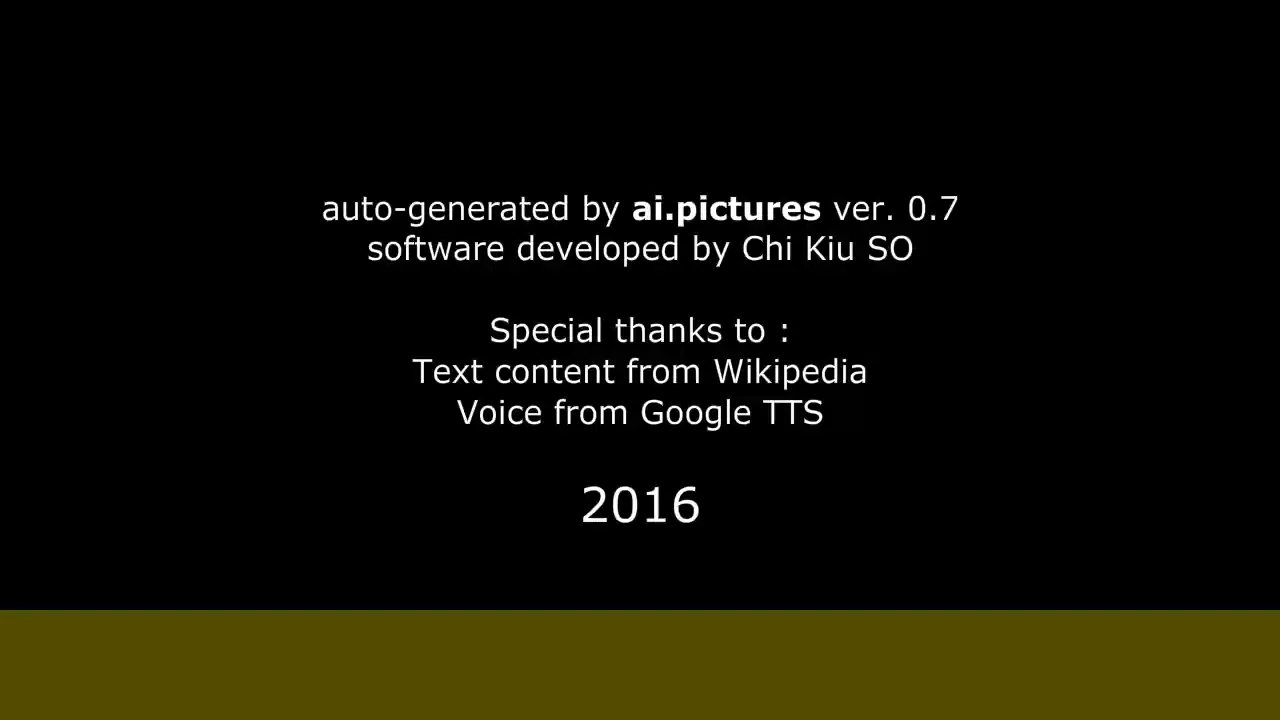 auto-generated by ai.pictures ver. 0.7
software developed by Chi Kiu SO
Special thanks to :
Text content from Wikipedia
Voice from Google TTS
2016